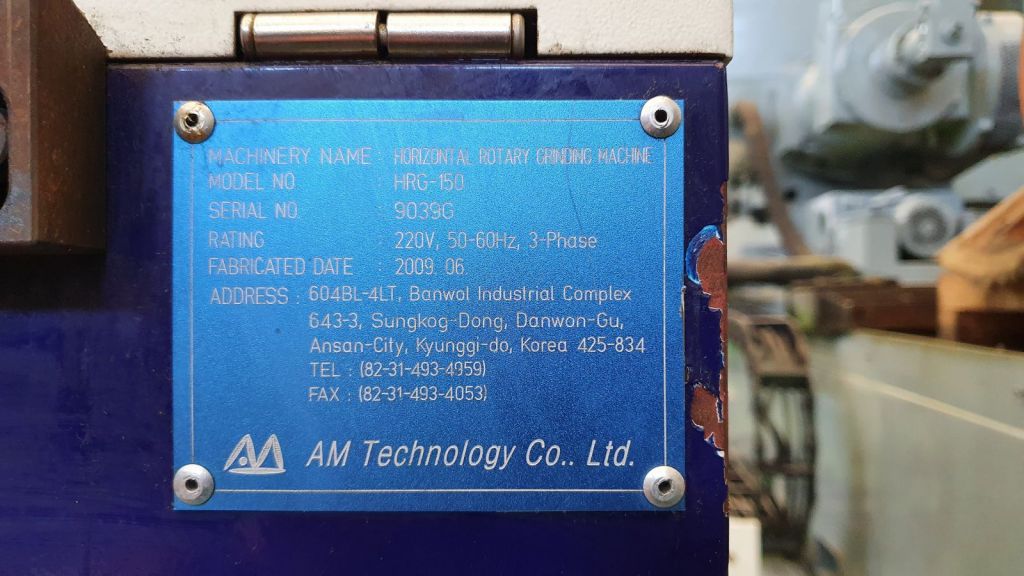 MACHINERY NAME : HORIZONTAL ROTARY GRINDING MACHINE
MODEL NO : HRG-150
SERIAL NO. : 9039G
RATING : 220V, 50-60Hz, 3-Phase
FABRICATED DATE : 2009. 06.
ADDRESS : 604BL-4LT, Banwol Industrial Complex
643-3, Sungkog-Dong, Danwon-Gu,
Ansan-City, Kyunggi-do, Korea 425-834
TEL : (82-31-493-4959)
FAX : (82-31-493-4053)
AM AM Technology Co.. Ltd.